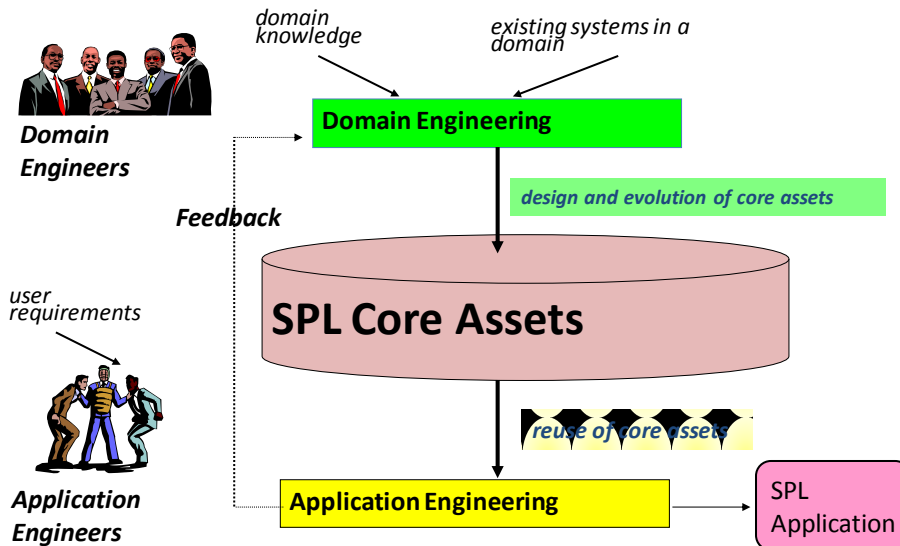 domain
knowledge
existing systems in a
domain
Domain Engineering
Domain
Engineers
design and evolution of core assets
Feedback
SPL Core Assets
user
requirements
reuse of core assets
Application Engineering
SPL
Application
Application
Engineers